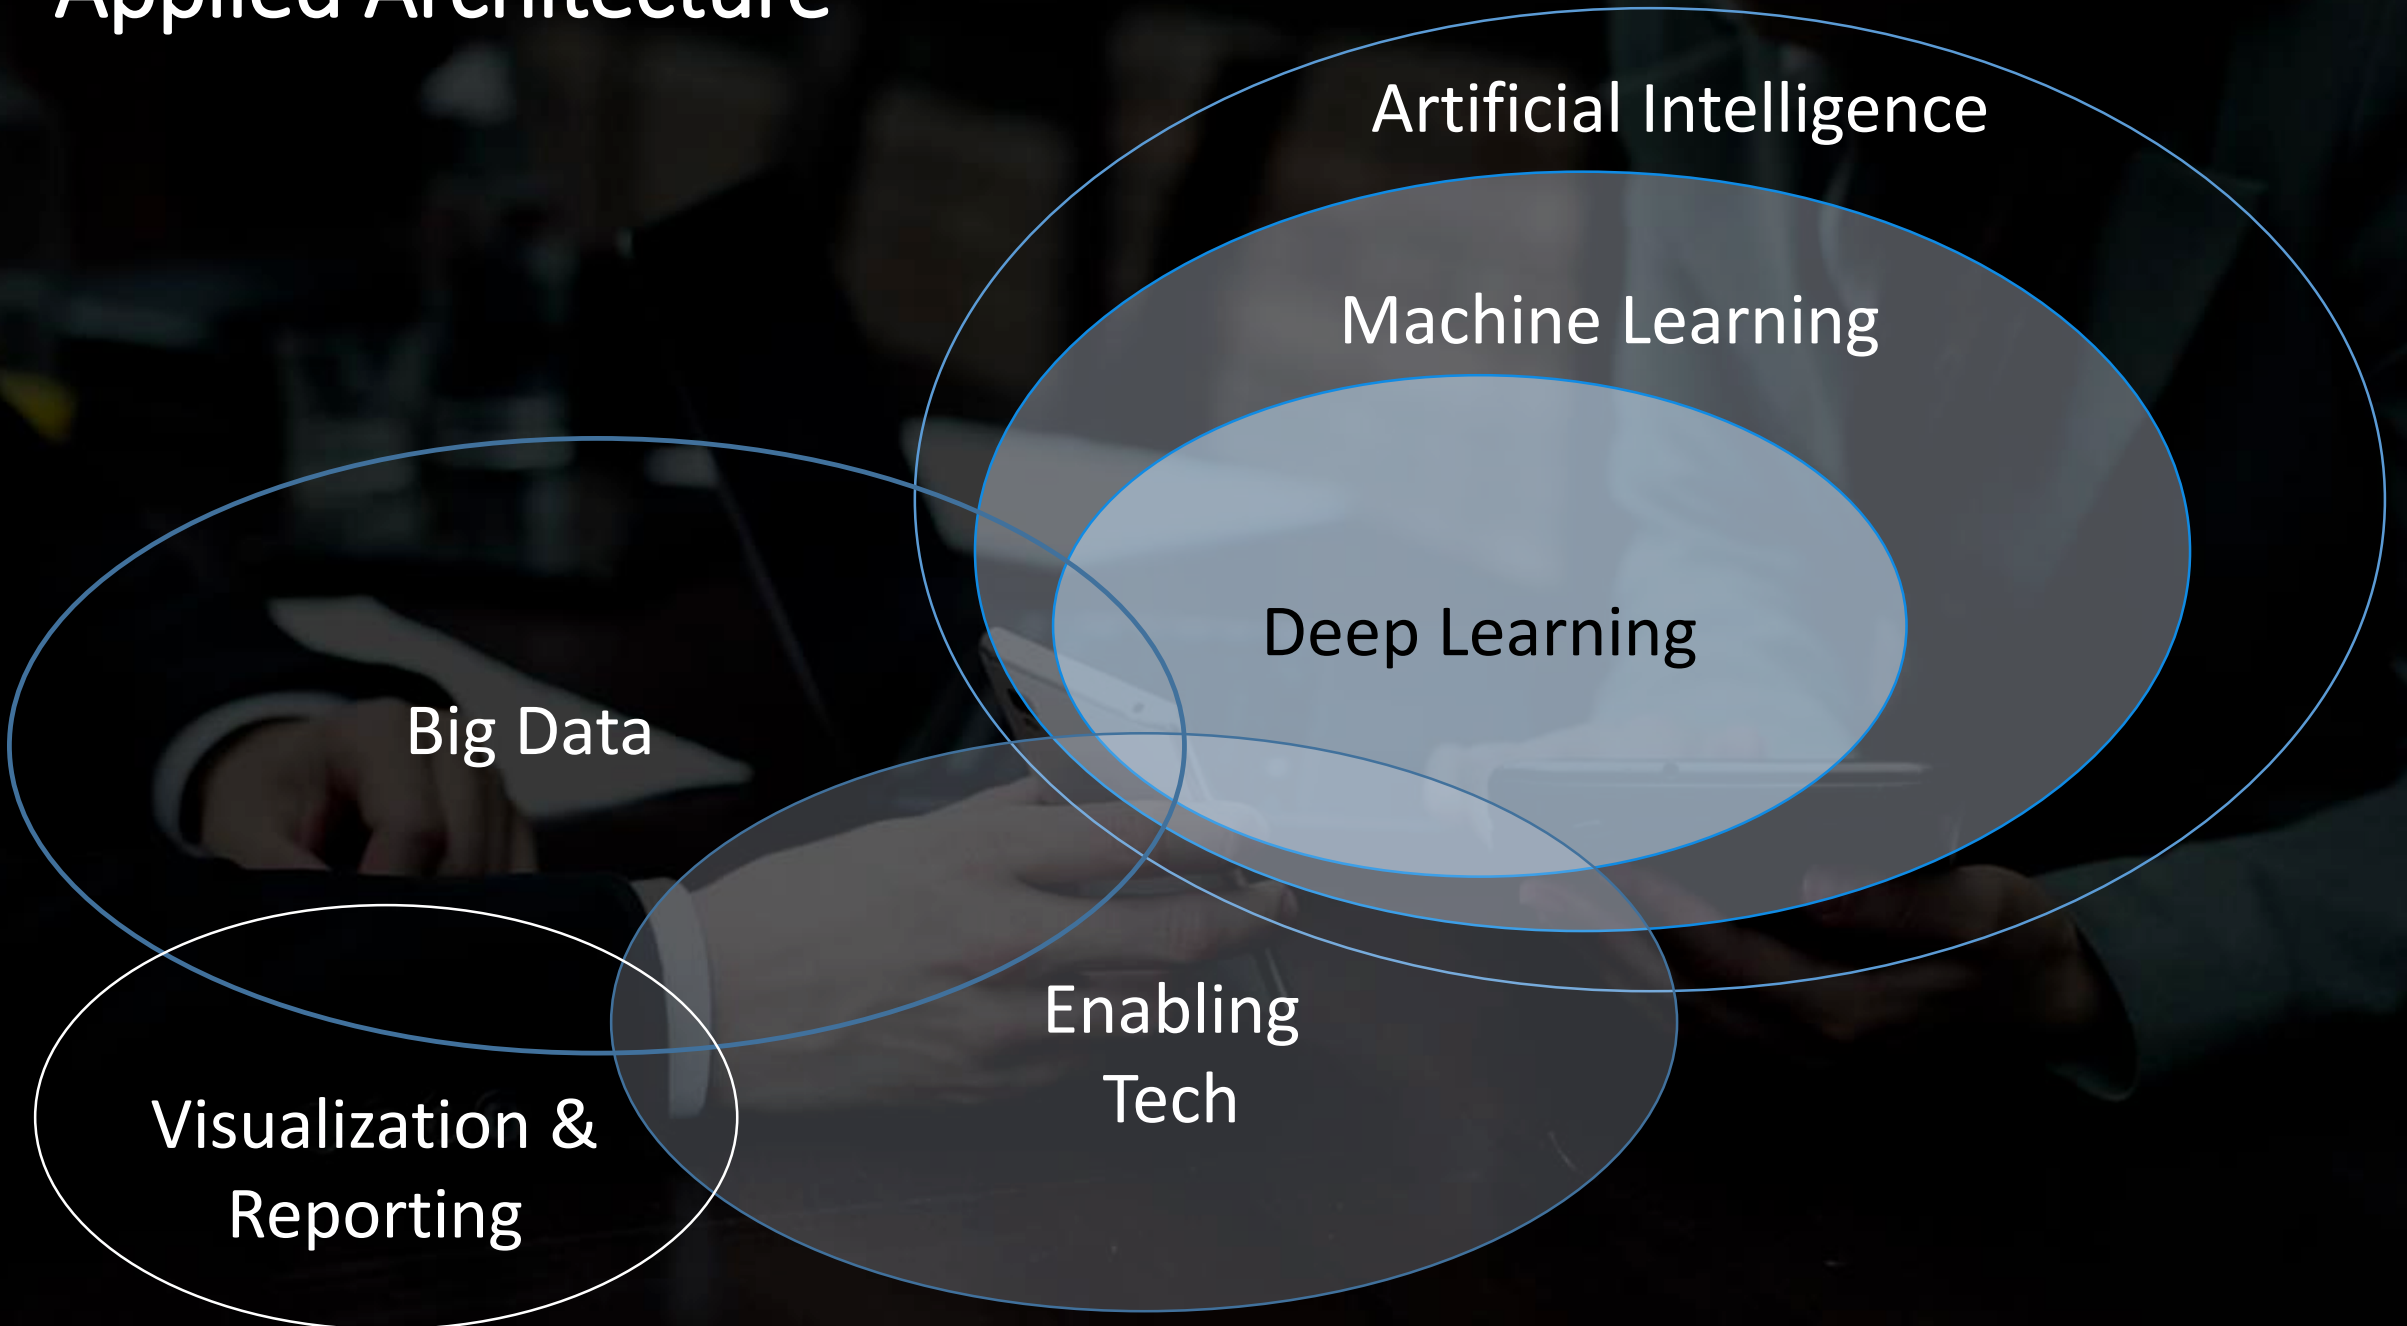 Applied Architecture
Artificial Intelligence
Machine Learning
Deep Learning
Big Data
Enabling
Tech
Visualization &
Reporting